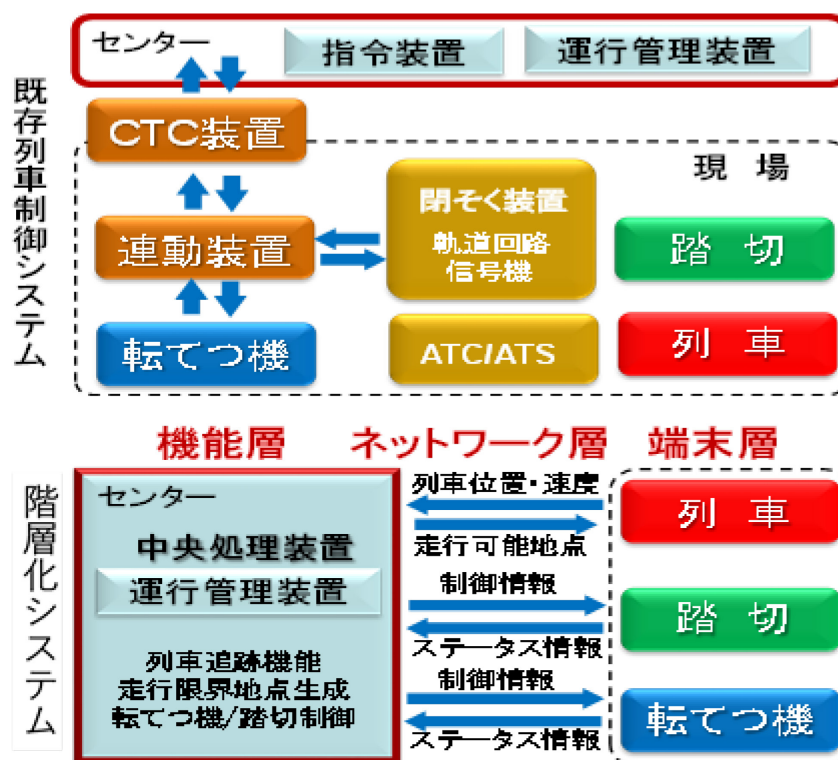 既存列車制御システム
センター
指令装置
運行管理装置
CTC装置
現 場
連動装置
閉そく装置
軌道回路
信号機
踏 切
転てつ機
ATC/ATS
列 車
機能層
ネットワーク層
端末層
階層化システム
センター
中央処理装置
運行管理装置
列車追跡機能
走行限界地点生成
転てつ機/踏切制御
列車位置・速度
走行可能地点
制御情報
ステータス情報
制御情報
ステータス情報
列 車
踏 切
転てつ機